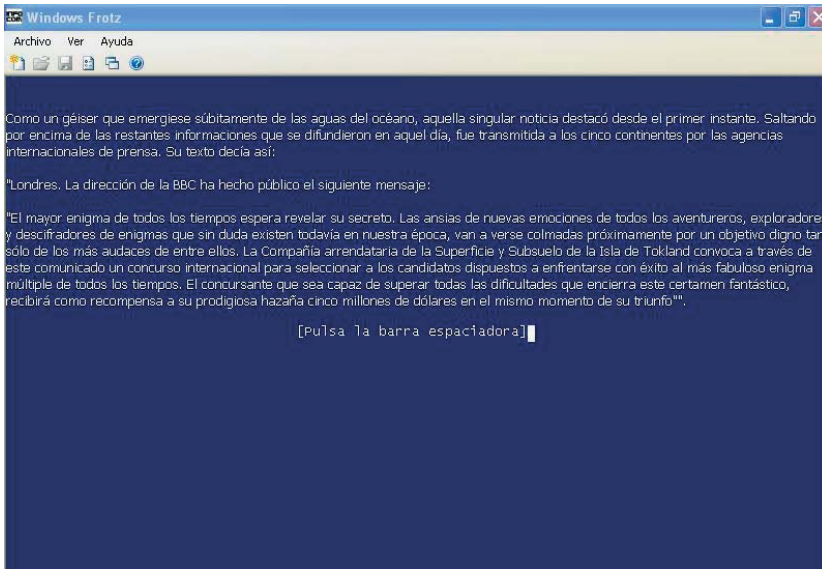 Windows Frotz
Archivo Ver Ayuda
Como un géiser que emergiese súbitamente de las aguas del océano, aquella singular noticia destacó desde el primer instante. Saltando
por encima de las restantes informaciones que se difundieron en aquel día, fue transmitida a los cinco continentes por las agencias
internacionales de prensa. Su texto decía así:
"Londres. La dirección de la BBC ha hecho público el siguiente mensaje:
"El mayor enigma de todos los tiempos espera revelar su secreto. Las ansias de nuevas emociones de todos los aventureros, exploradore
y descifradores de enigmas que sin duda existen todavía en nuestra época, van a verse colmadas próximamente por un objetivo digno tan
sólo de los más audaces de entre ellos. La Compañía arrendataria de la Superficie y Subsuelo de la Isla de Tokland convoca a través de
este comunicado un concurso internacional para seleccionar a los candidatos dispuestos a enfrentarse con éxito al más fabuloso enigma
múltiple de todos los tiempos. El concursante que sea capaz de superar todas las dificultades que encierra este certamen fantástico,
recibirá como recompensa a su prodigiosa hazaña cinco millones de dólares en el mismo momento de su triunfo"".
[Pulsa la barra espaciadora]